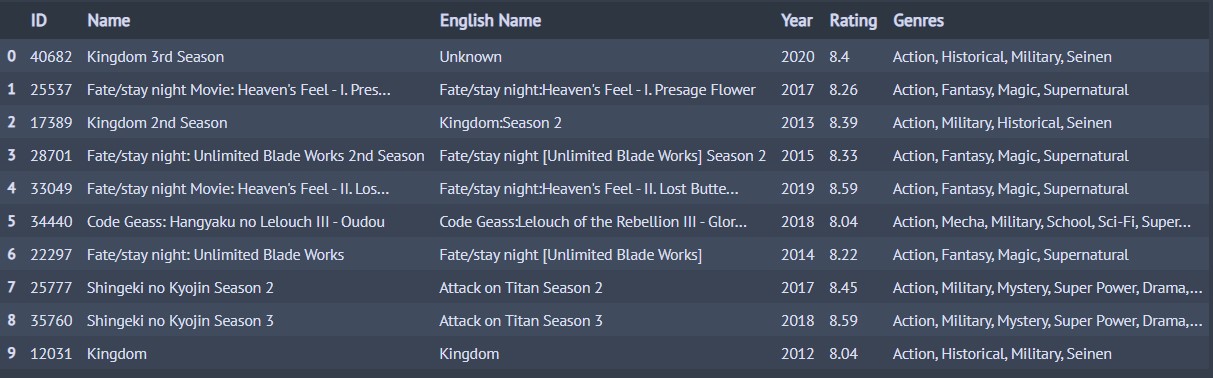 ID Name English Name Year Rating Genres
0 40682 Kingdom 3rd Season Unknown 2020 8.4 Action, Historical, Military, Seinen
1 25537 Fate/stay night Movie: Heaven's Feel - I. Pres... Fate/stay night:Heaven's Feel - I. Presage Flower 2017 8.26 Action, Fantasy, Magic, Supernatural
2 17389 Kingdom 2nd Season Kingdom:Season 2 2013 8.39 Action, Military, Historical, Seinen
3 28701 Fate/stay night: Unlimited Blade Works 2nd Season Fate/stay night [Unlimited Blade Works] Season 2 2015 8.33 Action, Fantasy, Magic, Supernatural
4 33049 Fate/stay night Movie: Heaven's Feel - II. Los... Fate/stay night:Heaven's Feel - II. Lost Butte... 2019 8.59 Action, Fantasy, Magic, Supernatural
5 34440 Code Geass: Hangyaku no Lelouch III - Oudou Code Geass:Lelouch of the Rebellion III - Glor... 2018 8.04 Action, Mecha, Military, School, Sci-Fi, Super...
6 22297 Fate/stay night: Unlimited Blade Works Fate/stay night [Unlimited Blade Works] 2014 8.22 Action, Fantasy, Magic, Supernatural
7 25777 Shingeki no Kyojin Season 2 Attack on Titan Season 2 2017 8.45 Action, Military, Mystery, Super Power, Drama,...
8 35760 Shingeki no Kyojin Season 3 Attack on Titan Season 3 2018 8.59 Action, Military, Mystery, Super Power, Drama,...
9 12031 Kingdom Kingdom 2012 8.04 Action, Historical, Military, Seinen